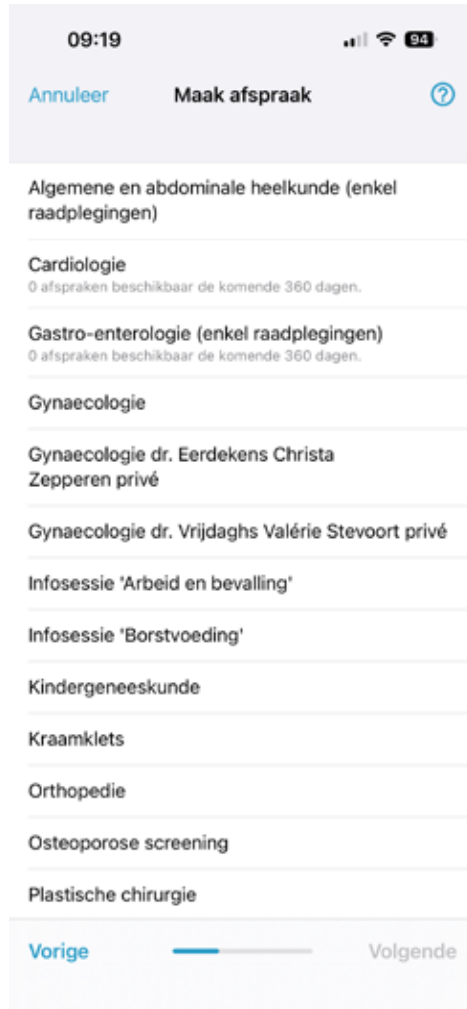 09:19
94
Annuleer
Maak afspraak
?
Algemene en abdominale heelkunde (enkel
raadplegingen)
Cardiologie
0 afspraken beschikbaar de komende 360 dagen.
Gastro-enterologie (enkel raadplegingen)
0 afspraken beschikbaar de komende 360 dagen.
Gynaecologie
Gynaecologie dr. Eerdekens Christa
Zepperen privé
Gynaecologie dr. Vrijdaghs Valérie Stevoort privé
Infosessie 'Arbeid en bevalling'
Infosessie 'Borstvoeding'
Kindergeneeskunde
Kraamklets
Orthopedie
Osteoporose screening
Plastische chirurgie
Vorige
Volgende